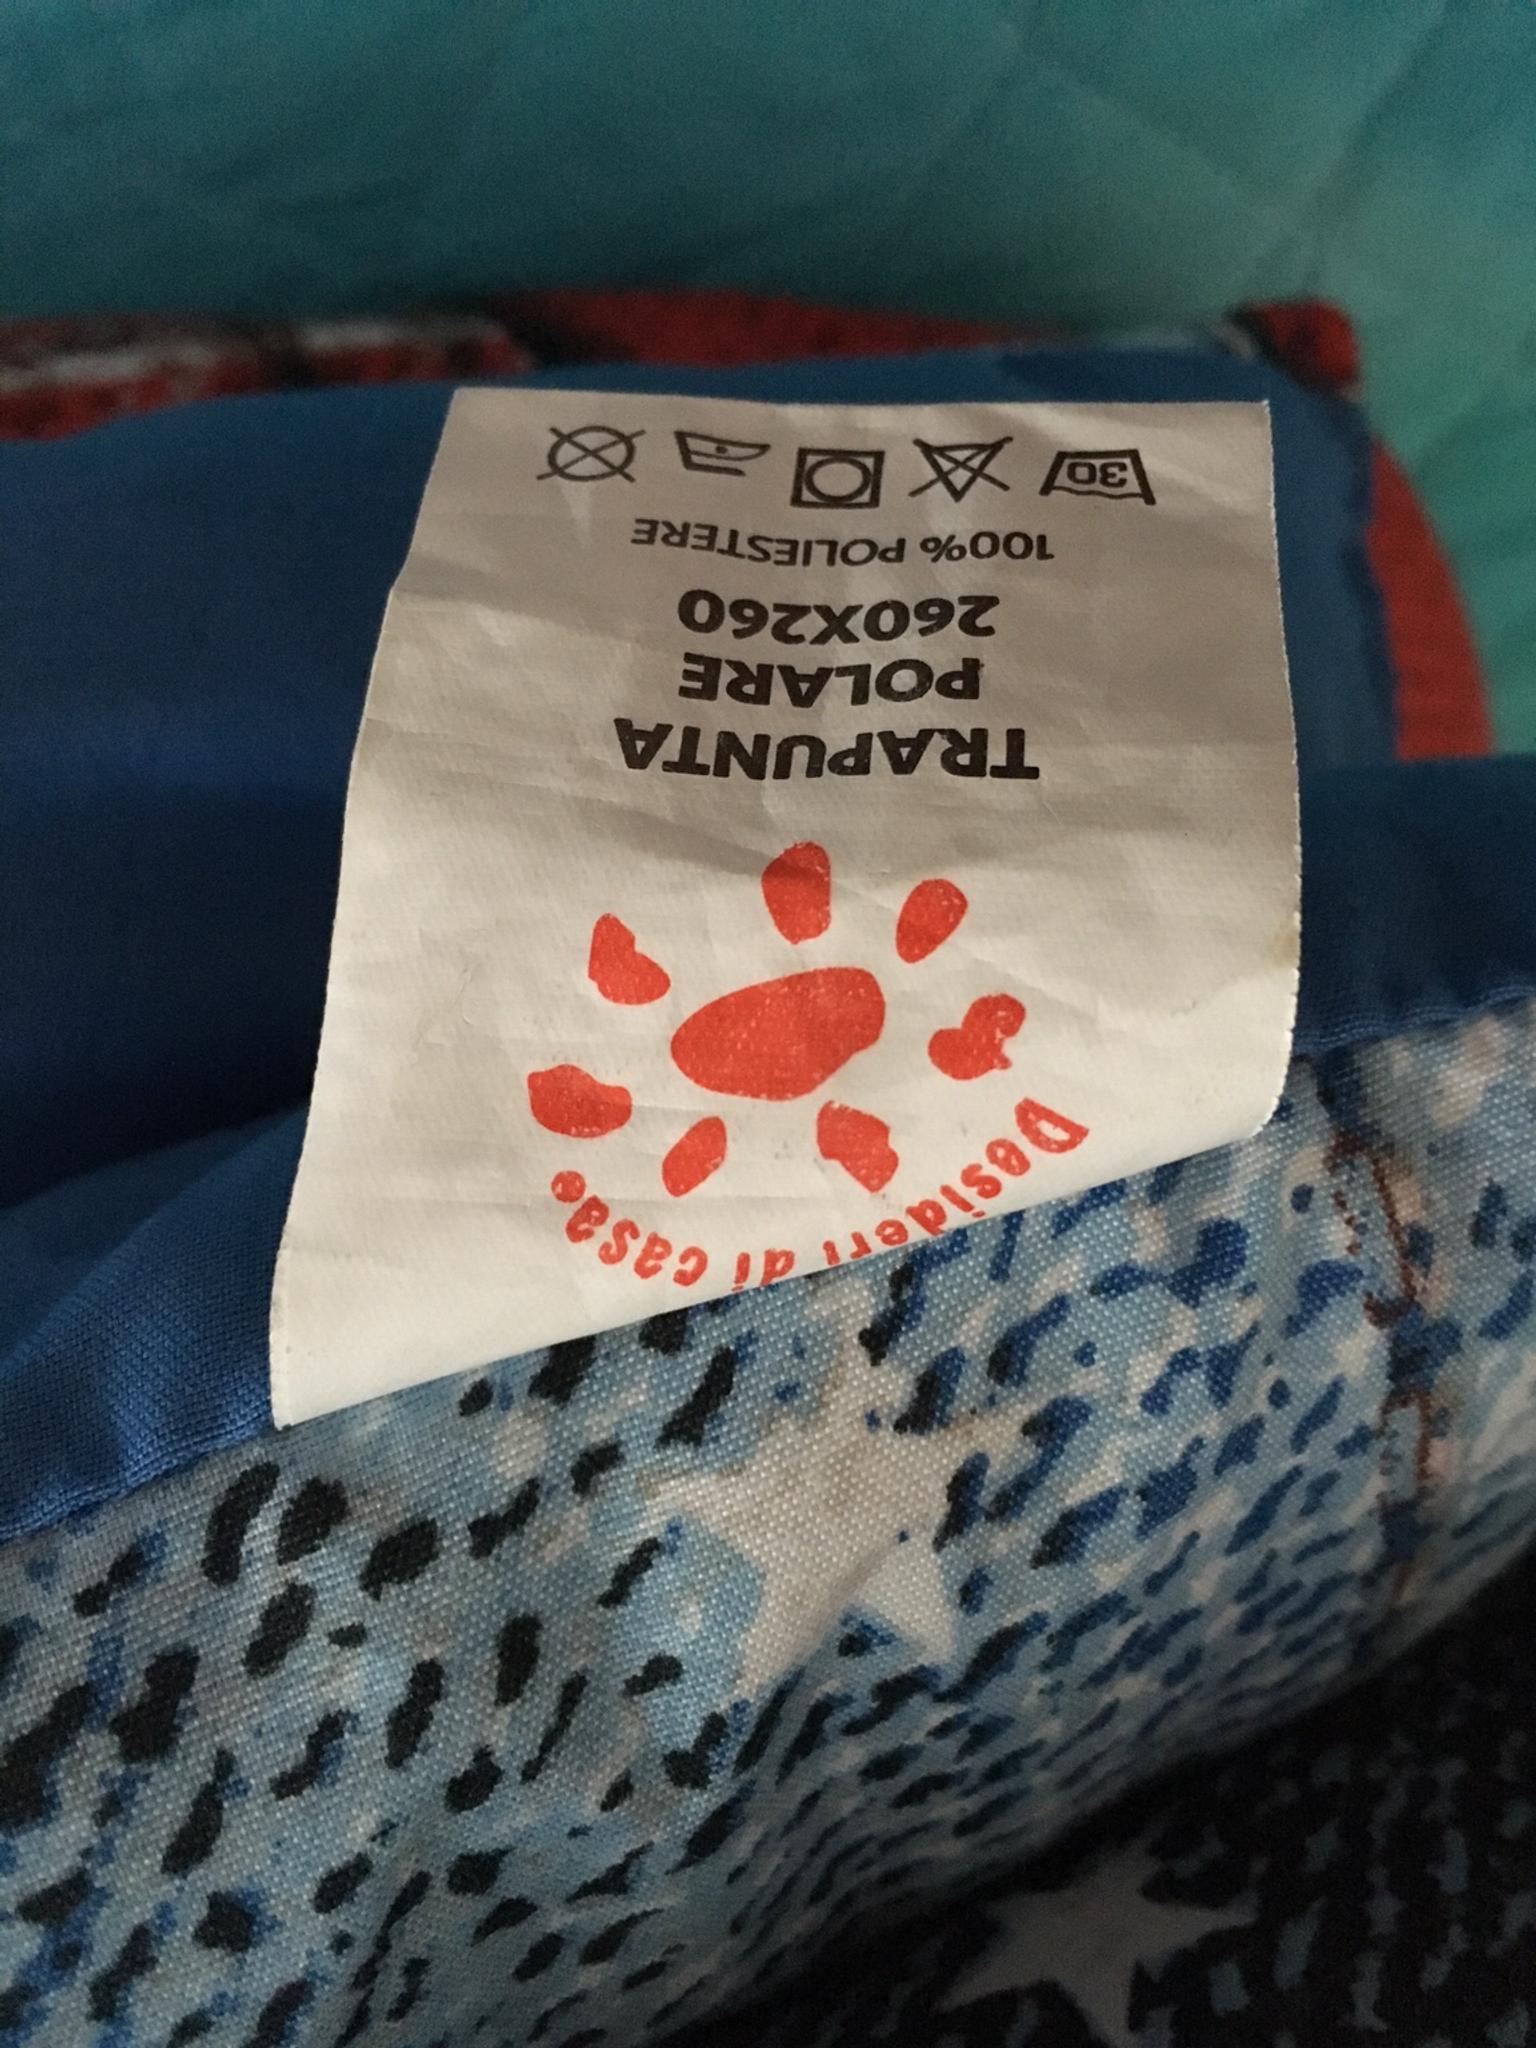 Desideri di casa
TRAPUNTA
POLARE
260X260
100% POLIESTERE
30